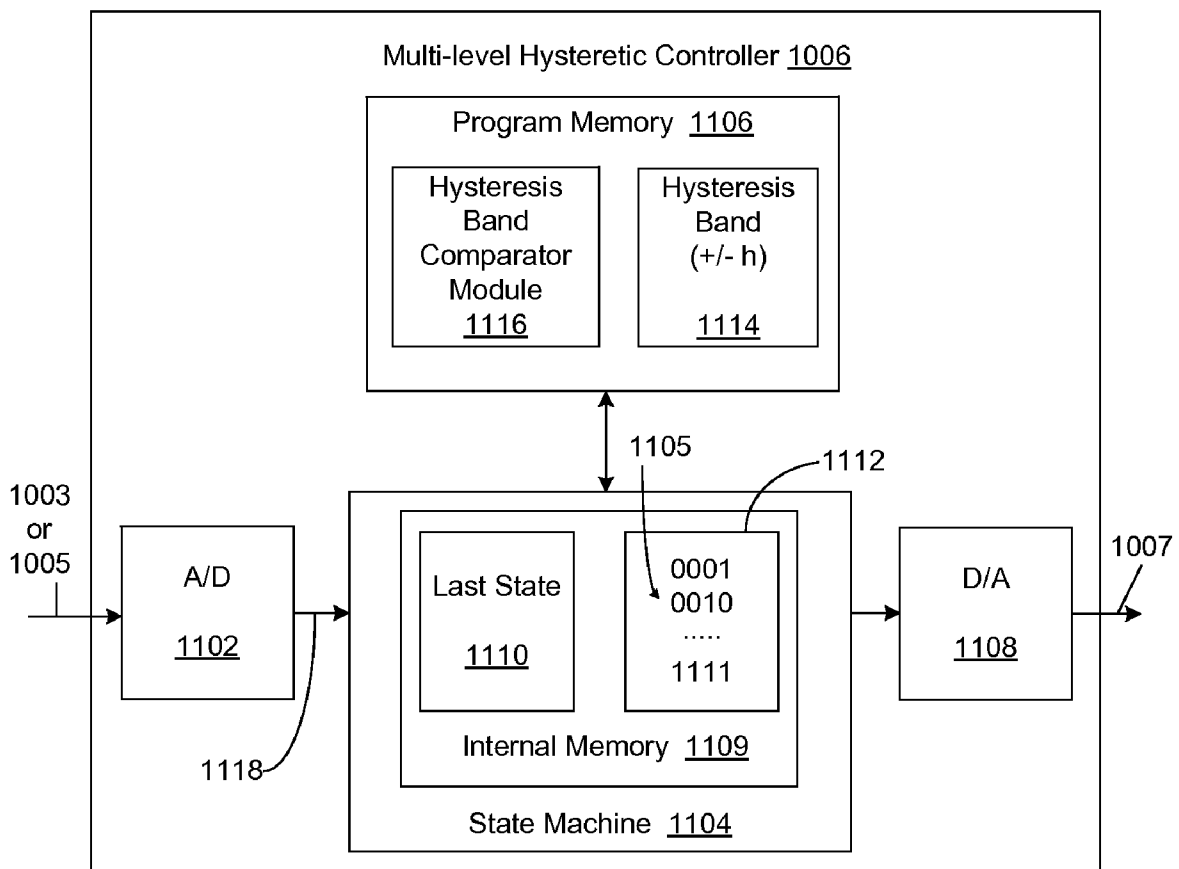 Multi-level Hysteretic Controller 1006
Program Memory 1106
Hysteresis
Band
Comparator
Module
1116
Hysteresis
Band
(+/- h)
1114
1105
1112
1003
or
1005
A/D
1102
1118
Last State
1110
0001
0010
.....
1111
Internal Memory 1109
State Machine 1104
D/A
1108
1007